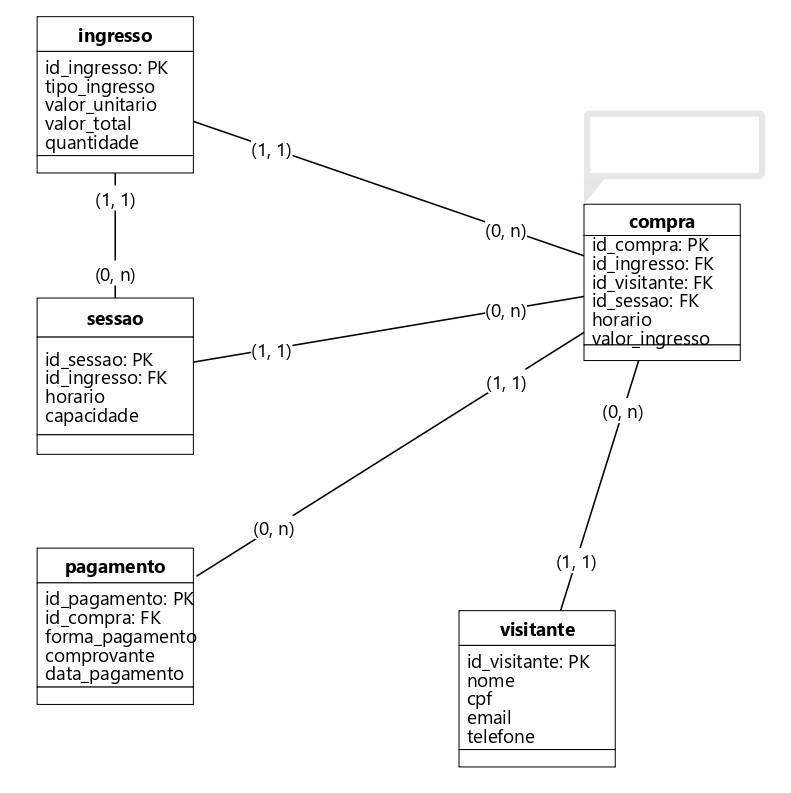 ingresso
id_ingresso: PK
tipo_ingresso
valor_unitario
valor_total
quantidade
(1, 1)
(0, n)
(1, 1)
(0, n)
compra
id_compra: PK
id_ingresso: FK
id_visitante: FK
id_sessao: FK
horario
valor_ingresso
sessao
id_sessao: PK
id_ingresso: FK
horario
capacidade
(1, 1)
(0, n)
(1, 1)
(0, n)
(0, n)
(1, 1)
pagamento
id_pagamento: PK
id_compra: FK
forma_pagamento
comprovante
data_pagamento
visitante
id_visitante: PK
nome
cpf
email
telefone